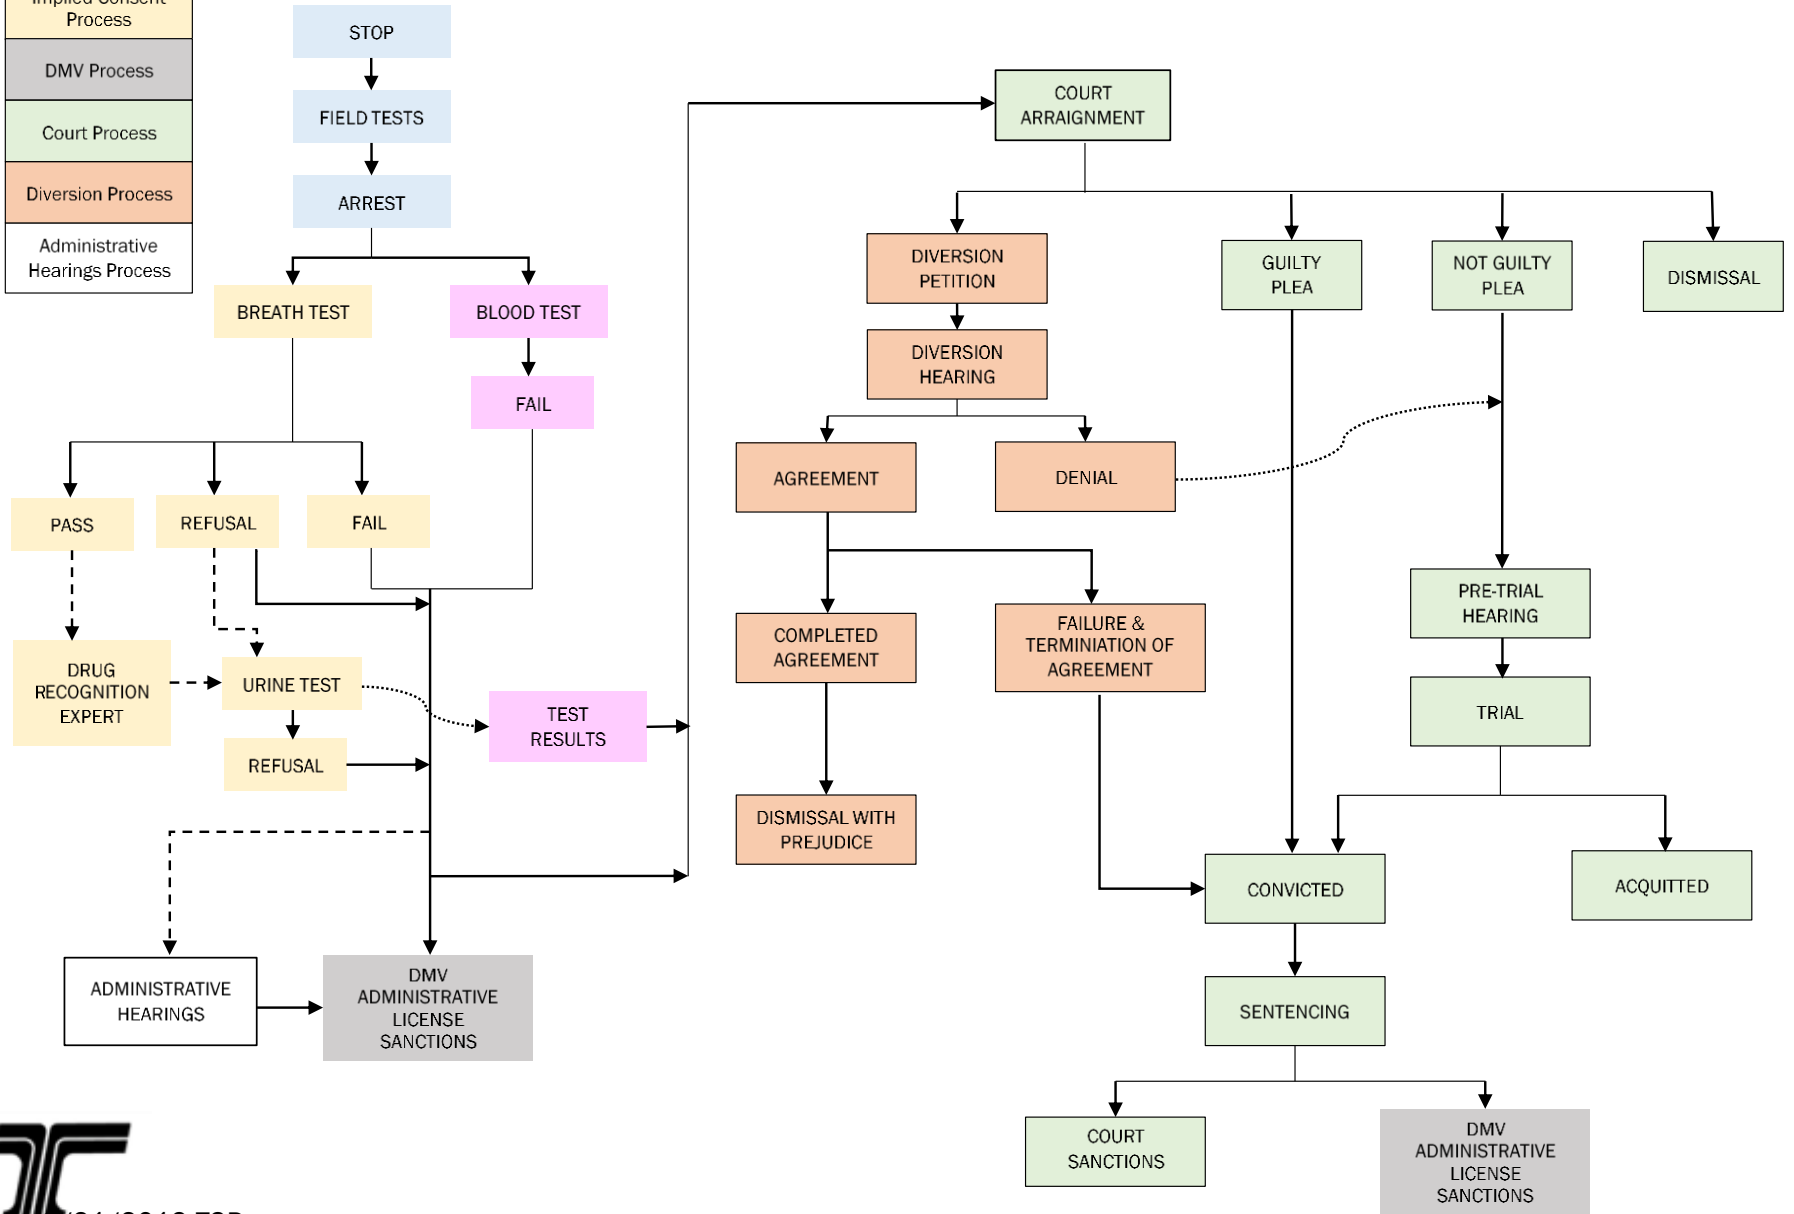 Implied Consent
Process
DMV Process
Court Process
Diversion Process
Administrative
Hearings Process
STOP
FIELD TESTS
ARREST
BREATH TEST
BLOOD TEST
FAIL
PASS
REFUSAL
FAIL
DRUG
RECOGNITION
EXPERT
URINE TEST
REFUSAL
TEST
RESULTS
ADMINISTRATIVE
HEARINGS
DMV
ADMINISTRATIVE
LICENSE
SANCTIONS
COURT
ARRAIGNMENT
DIVERSION
PETITION
GUILTY
PLEA
NOT GUILTY
PLEA
DISMISSAL
DIVERSION
HEARING
AGREEMENT
DENIAL
COMPLETED
AGREEMENT
FAILURE &
TERMINIATION OF
AGREEMENT
PRE-TRIAL
HEARING
TRIAL
DISMISSAL WITH
PREJUDICE
CONVICTED
ACQUITTED
SENTENCING
COURT
SANCTIONS
DMV
ADMINISTRATIVE
LICENSE
SANCTIONS